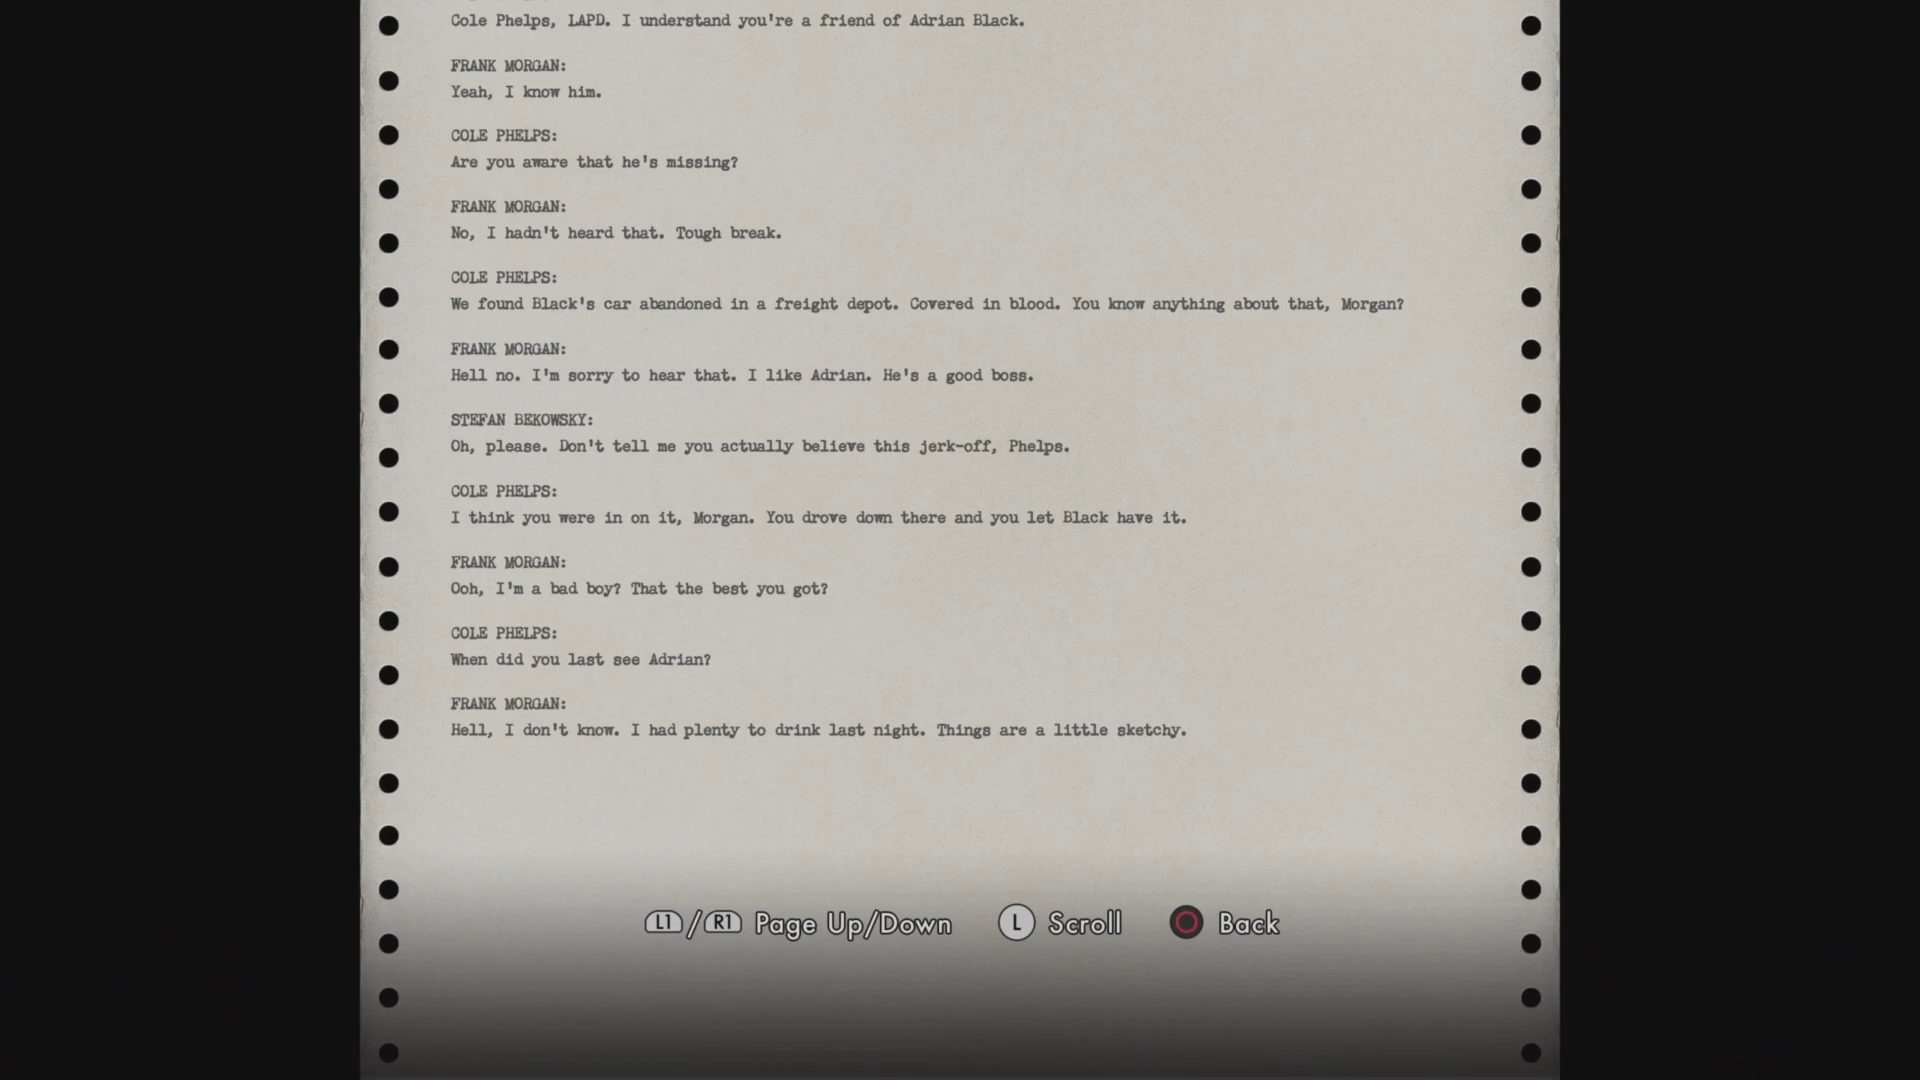 Cole Phelps, LAPD. I understand you're a friend of Adrian Black.
FRANK MORGAN:
Yeah, I know him.
COLE PHELPS:
Are you aware that he's missing?
FRANK MORGAN:
No, I hadn't heard that. Tough break.
COLE PHELPS:
We found Black's car abandoned in a freight depot. Covered in blood. You know anything about that, Morgan?
FRANK MORGAN:
Hell no. I'm sorry to hear that. I like Adrian. He's a good boss.
STEFAN BEKOWSKY:
Oh, please. Don't tell me you actually believe this jerk-off, Phelps.
COLE PHELPS:
I think you were in on it, Morgan. You drove down there and you let Black have it.
FRANK MORGAN:
Ooh, I'm a bad boy? That the best you got?
COLE PHELPS:
When did you last see Adrian?
FRANK MORGAN:
Hell, I don't know. I had plenty to drink last night. Things are a little sketchy.
L1/R1 Page Up/Down L Scroll Back